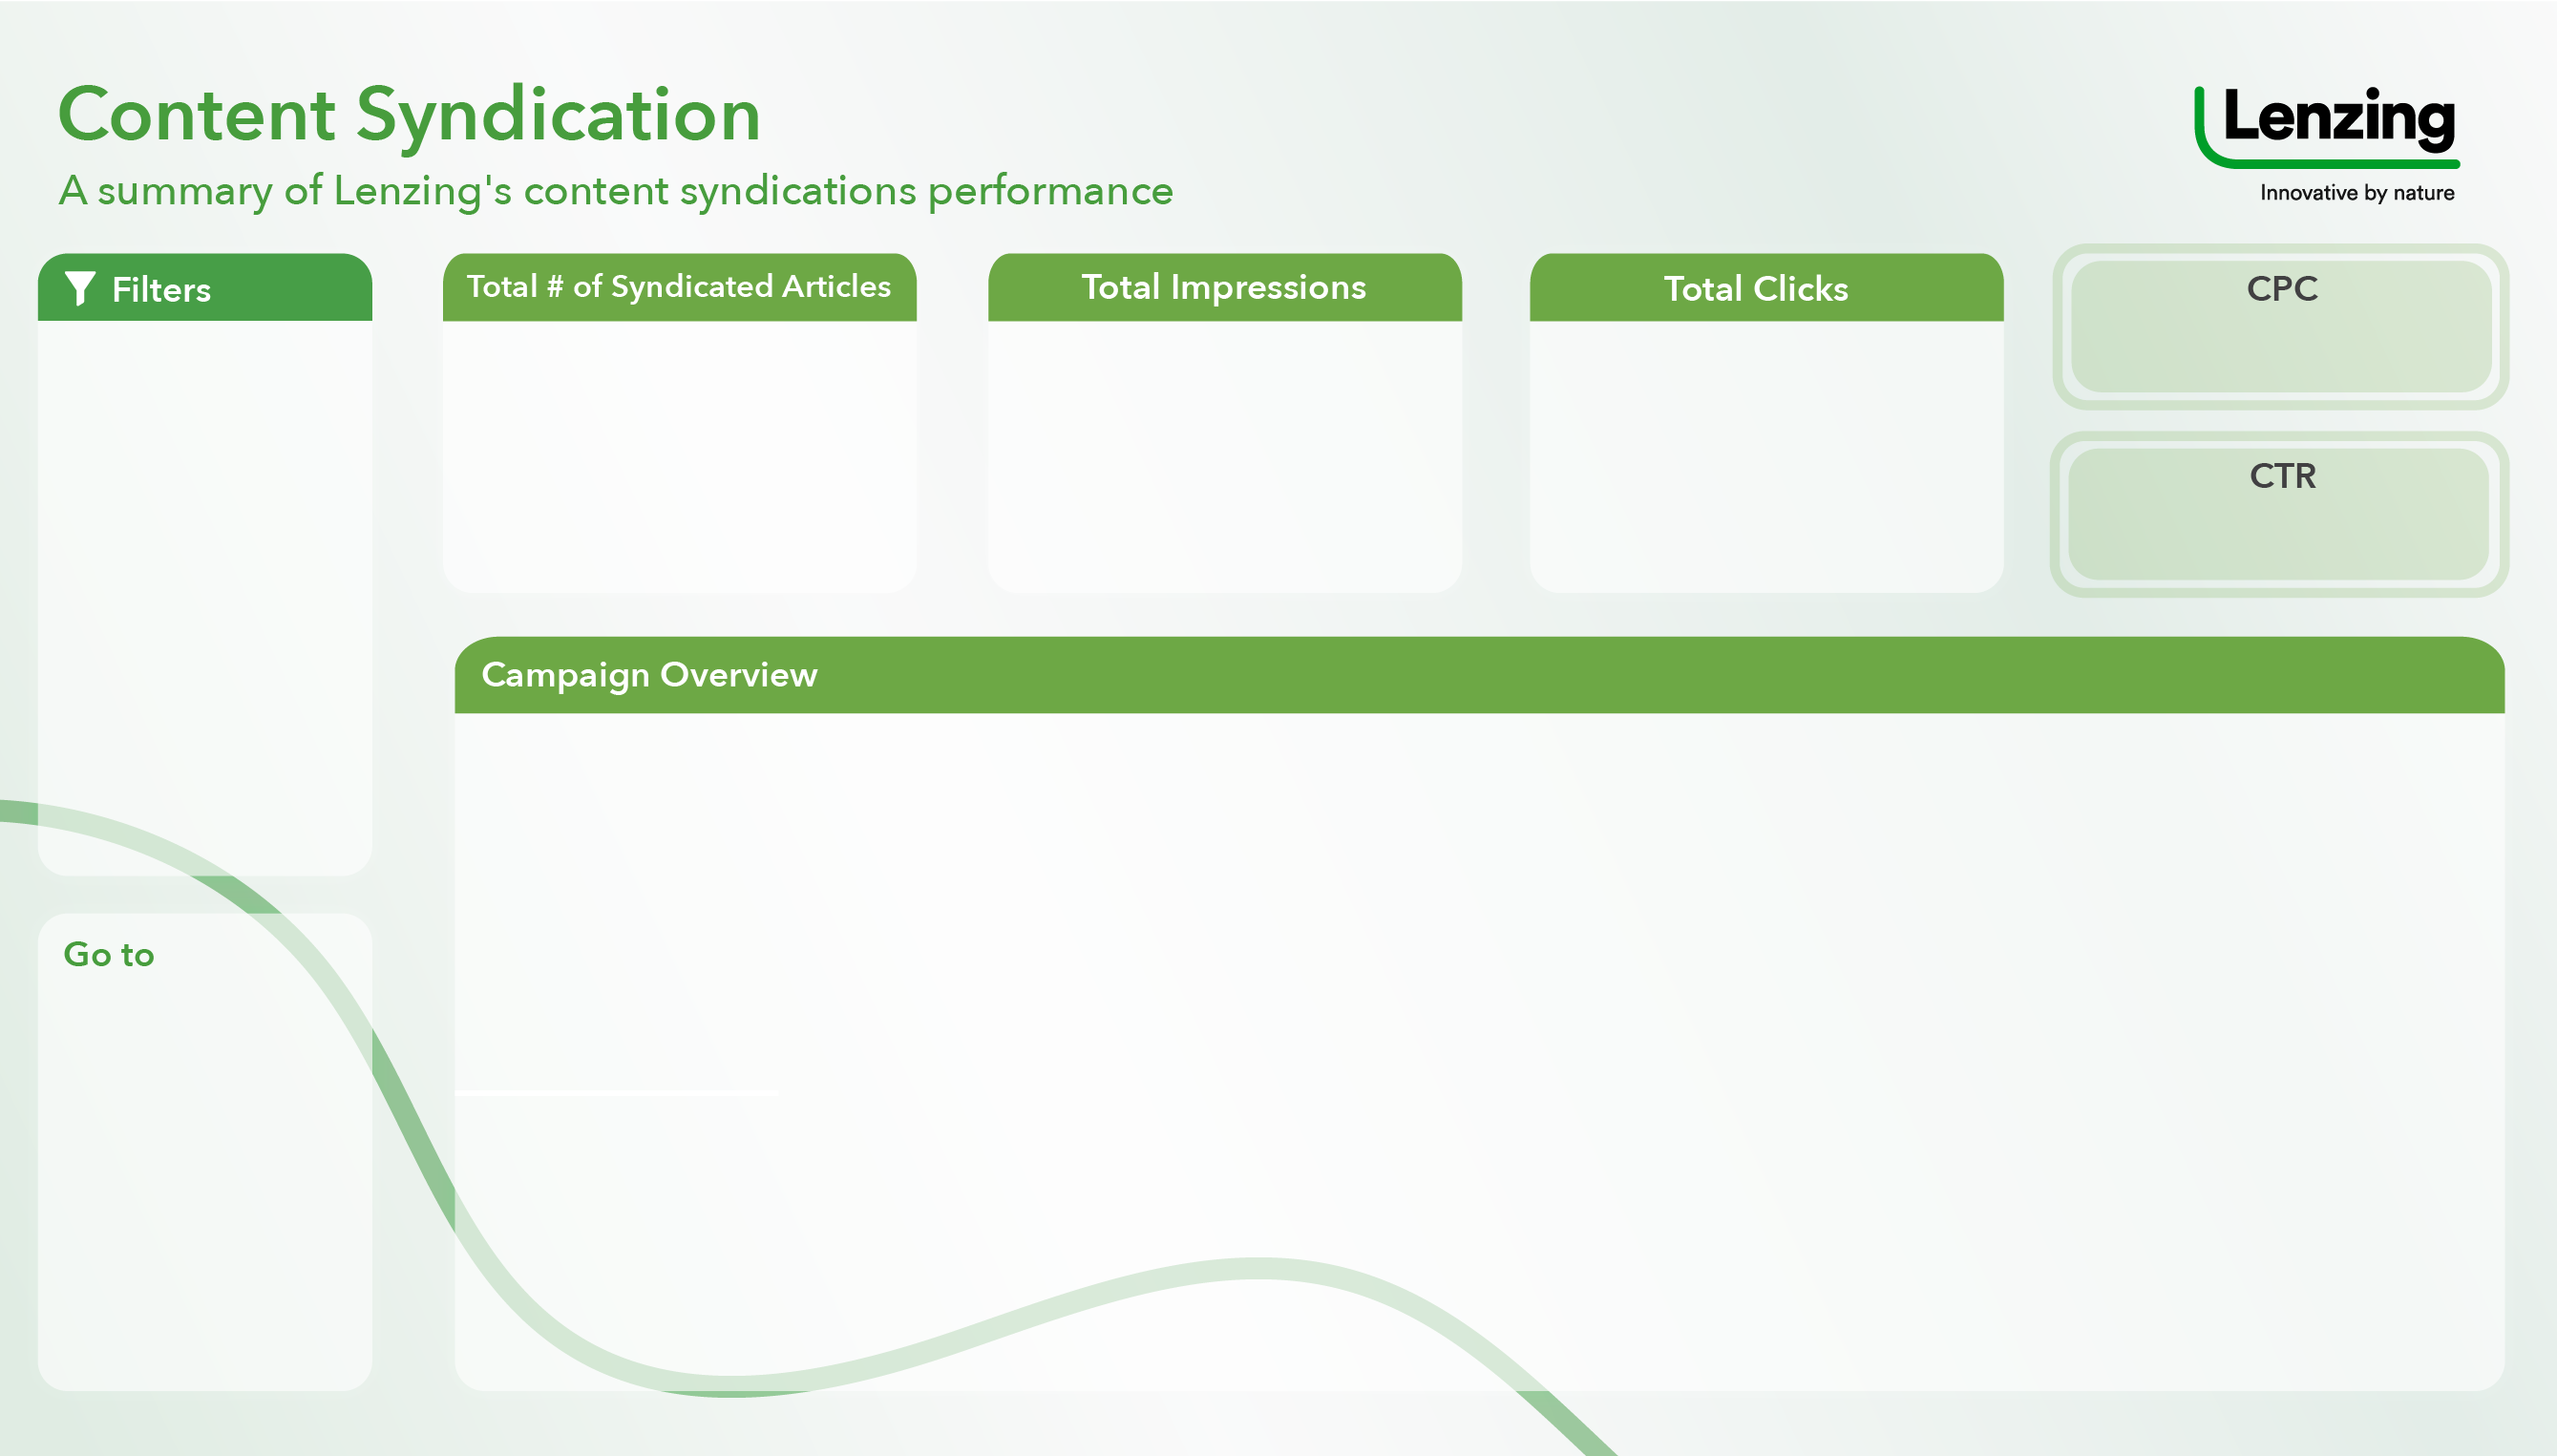 Content Syndication
A summary of Lenzing's content syndications performance
Lenzing
Innovative by nature
Filters
Total # of Syndicated Articles
Total Impressions
Total Clicks
CPC
CTR
Campaign Overview
Go to